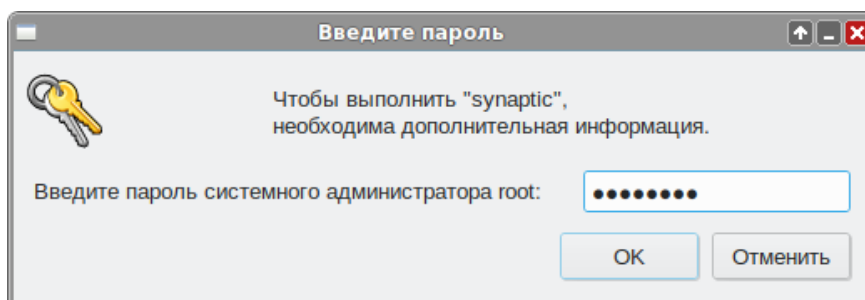 Введите пароль
Чтобы выполнить "synaptic",
необходима дополнительная информация.
Введите пароль системного администратора root:
OK
Отменить